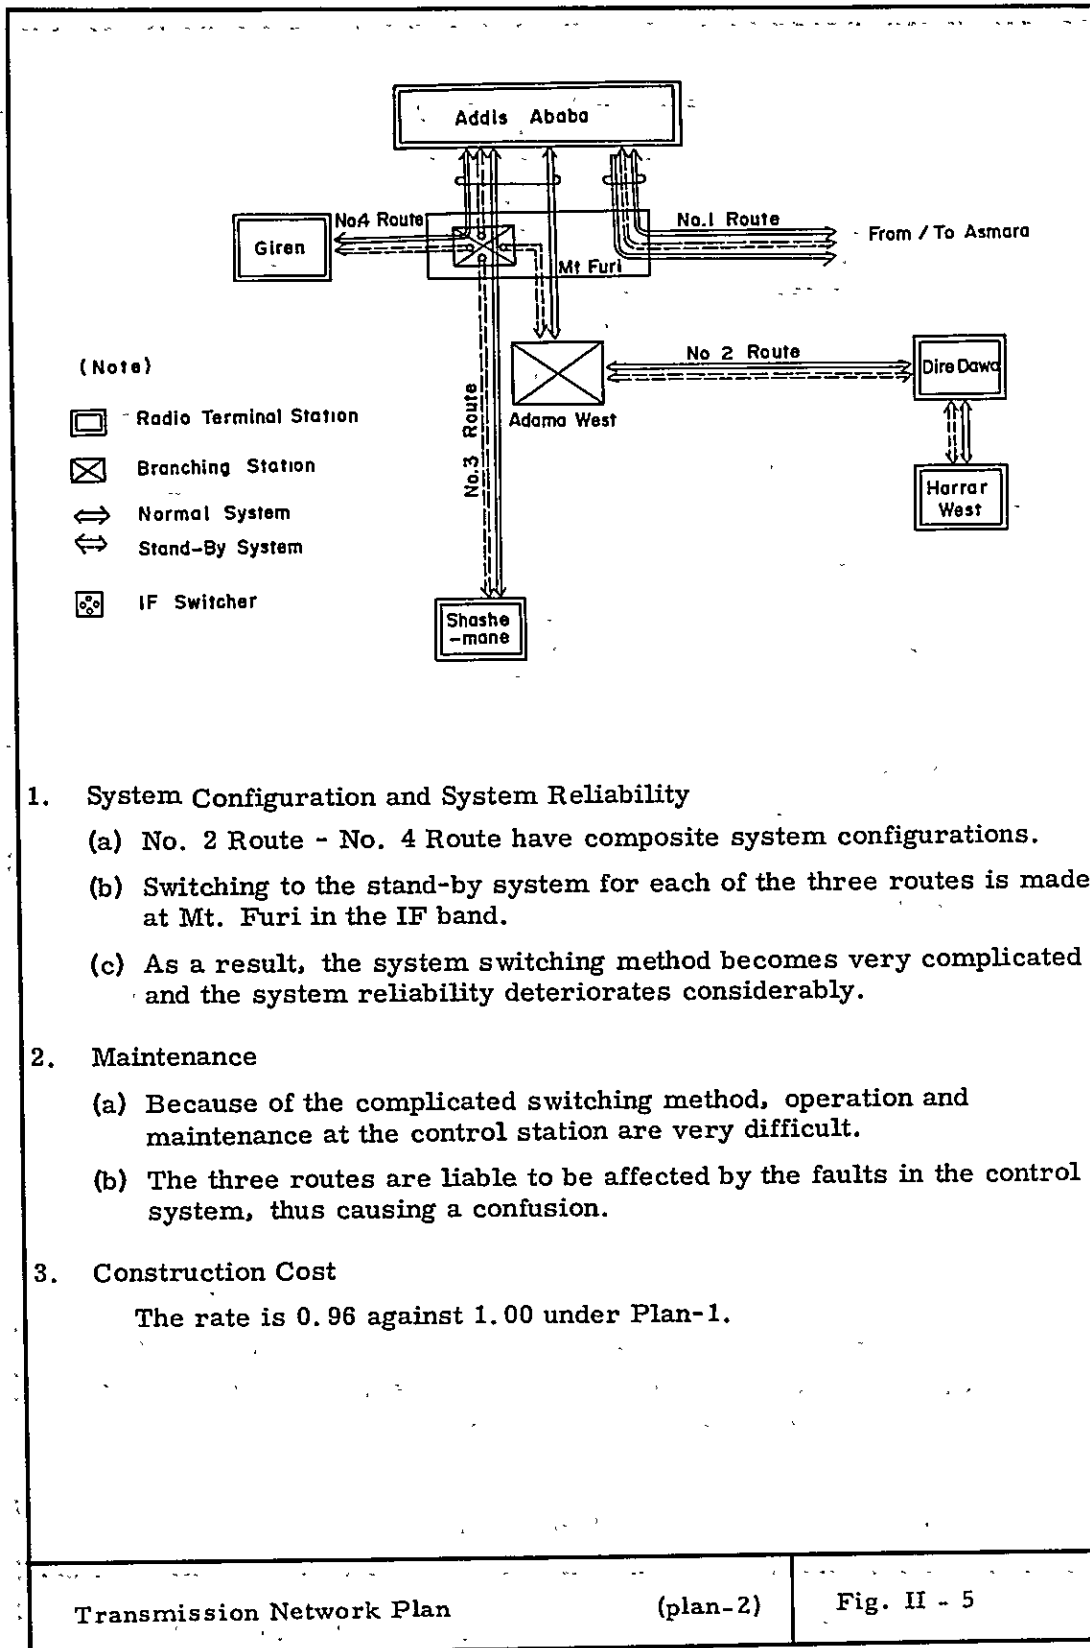 Addis Ababa
No4 Route
No.1 Route
From / To Asmara
Giren
Mt Furi
(Note)
No 2 Route
Dire Dawa
Radio Terminal Station
Adama West
No.3 Route
Branching Station
Normal System
Harrar
West
Stand-By System
IF Switcher
Shashe
-mane
1. System Configuration and System Reliability
(a) No. 2 Route - No. 4 Route have composite system configurations.
(b) Switching to the stand-by system for each of the three routes is made
at Mt. Furi in the IF band.
(c) As a result, the system switching method becomes very complicated
and the system reliability deteriorates considerably.
2. Maintenance
(a) Because of the complicated switching method, operation and
maintenance at the control station are very difficult.
(b) The three routes are liable to be affected by the faults in the control
system, thus causing a confusion.
3. Construction Cost
The rate is 0.96 against 1.00 under Plan-1.
Transmission Network Plan (plan-2) Fig. II - 5